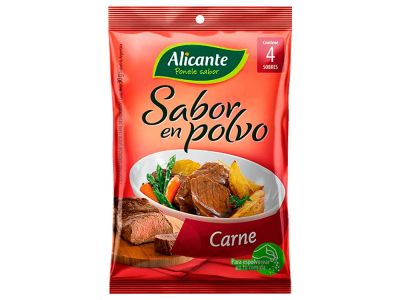 Alicante
Ponele sabor
Contiene
4
SOBRES
Sabor
en polvo
Carne
Para espolvorear
en tu comida